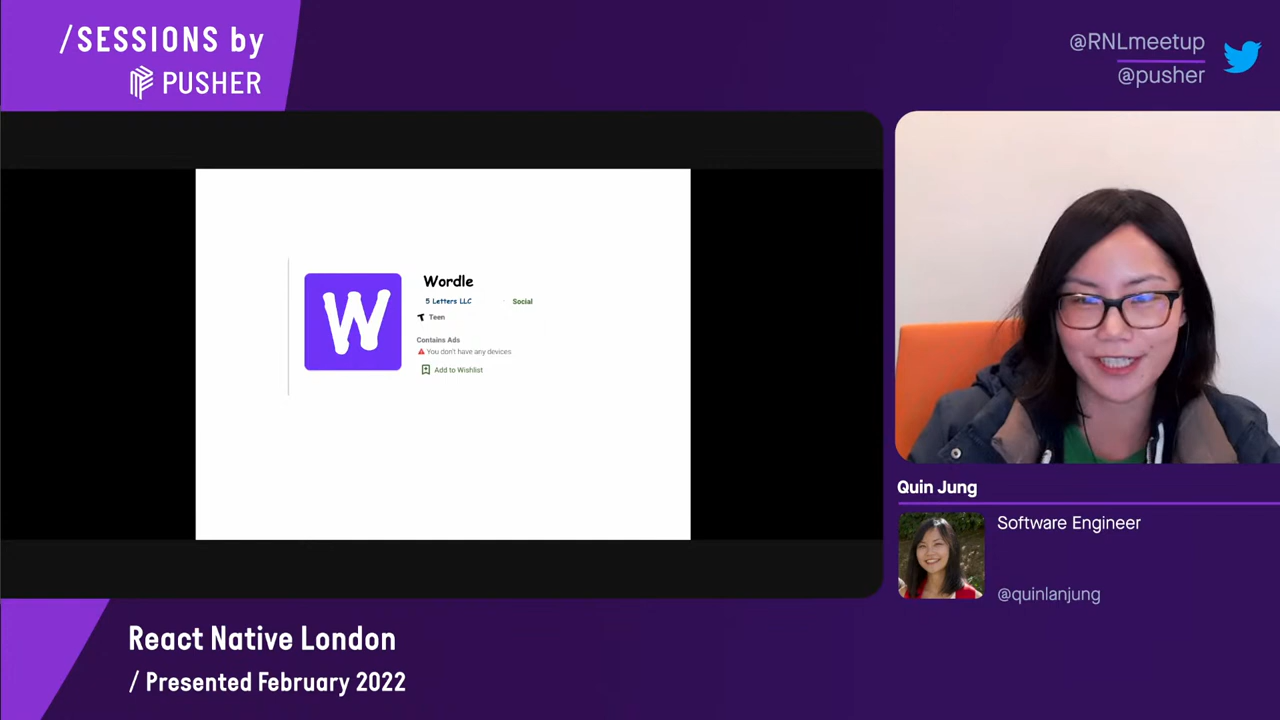 /SESSIONS by
PUSHER
@RNLmeetup
@pusher
W
Wordle
5 Letters LLC
Social
T Teen
Contains Ads
You don't have any devices
Add to Wishlist
Quin Jung
Software Engineer
@quinlanjung
React Native London
/ Presented February 2022